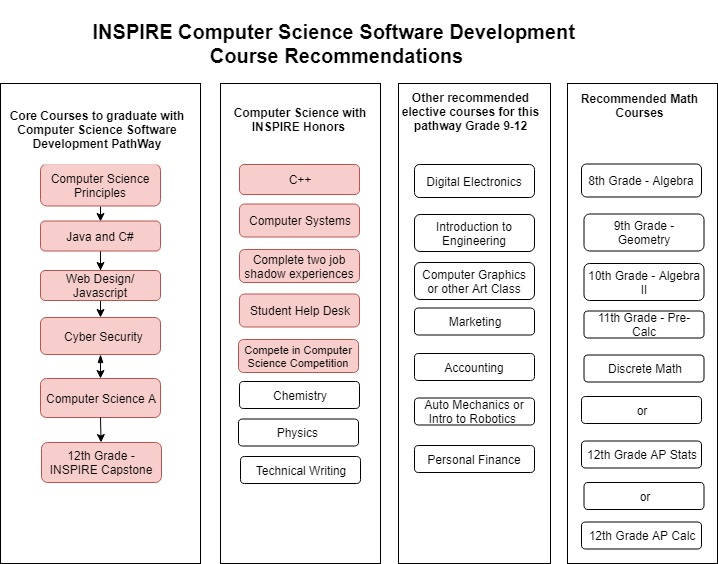 INSPIRE Computer Science Software Development
Course Recommendations
Core Courses to graduate with
Computer Science Software
Development PathWay
Computer Science
Principles
Java and C#
Web Design/
Javascript
Cyber Security
Computer Science A
12th Grade -
INSPIRE Capstone
Computer Science with
INSPIRE Honors
C++
Computer Systems
Complete two job
shadow experiences
Student Help Desk
Compete in Computer
Science Competition
Chemistry
Physics
Technical Writing
Other recommended
elective courses for this
pathway Grade 9-12
Digital Electronics
Introduction to
Engineering
Computer Graphics
or other Art Class
Marketing
Accounting
Auto Mechanics or
Intro to Robotics
Personal Finance
Recommended Math
Courses
8th Grade - Algebra
9th Grade -
Geometry
10th Grade - Algebra
II
11th Grade - Pre-
Calc
Discrete Math
or
12th Grade AP Stats
or
12th Grade AP Calc